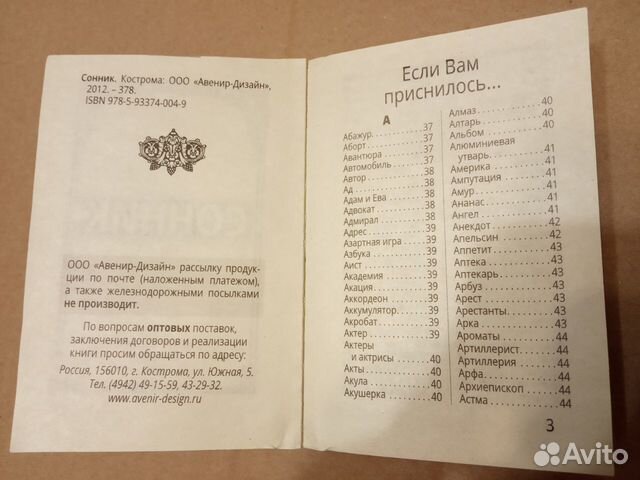 Сонник. Кострома: ООО «Авенир-Дизайн»,
2012. – 378.
ISBN 978-5-93374-004-9
ООО «Авенир-Дизайн» рассылку продук-
ции по почте (наложенным платежом),
а также железнодорожными посылками
не производит.
По вопросам оптовых поставок,
заключения договоров и реализации
книги просим обращаться по адресу:
Россия, 156010, г. Кострома, ул. Южная, 5.
Тел. (4942) 49-15-59, 43-29-32.
www.avenir-design.ru
Если Вам
приснилось...
А
Абажур. . . . . . . . . . . . 37
Аборт . . . . . . . . . . . . . 37
Авантюра . . . . . . . . . . 37
Автомобиль . . . . . . . . 37
Автор . . . . . . . . . . . . . 38
Ад . . . . . . . . . . . . . . . . 38
Адам и Ева . . . . . . . . . 38
Адвокат . . . . . . . . . . . 38
Адмирал . . . . . . . . . . . 38
Адрес . . . . . . . . . . . . . 39
Азартная игра . . . . . . 39
Азбука . . . . . . . . . . . . 39
Аист . . . . . . . . . . . . . . 39
Академия . . . . . . . . . . 39
Акация. . . . . . . . . . . . 39
Аккордеон . . . . . . . . . 39
Аккумулятор. . . . . . . . 39
Акробат . . . . . . . . . . . 39
Актер . . . . . . . . . . . . . 39
Актеры
и актрисы . . . . . . . . 40
Акты . . . . . . . . . . . . . . 40
Акула . . . . . . . . . . . . . 40
Акушерка . . . . . . . . . . 40
Алмаз . . . . . . . . . . . . . 40
Алтарь . . . . . . . . . . . . 40
Альбом . . . . . . . . . . . . 40
Алюминиевая
утварь. . . . . . . . . . . 41
Америка . . . . . . . . . . . 41
Ампутация . . . . . . . . . 41
Амур . . . . . . . . . . . . . . 41
Ананас . . . . . . . . . . . . 41
Ангел . . . . . . . . . . . . . 41
Анекдот . . . . . . . . . . . 42
Апельсин . . . . . . . . . . 42
Аппетит . . . . . . . . . . . 43
Аптека . . . . . . . . . . . . 43
Аптекарь. . . . . . . . . . . 43
Арбуз . . . . . . . . . . . . . 43
Арест . . . . . . . . . . . . . 43
Арестанты. . . . . . . . . . 43
Арка . . . . . . . . . . . . . . 43
Ароматы . . . . . . . . . . . 44
Артиллерист. . . . . . . . 44
Артиллерия . . . . . . . . 44
Арфа. . . . . . . . . . . . . . 44
Архиепископ . . . . . . . 44
Астма . . . . . . . . . . . . . 44
3
Avito